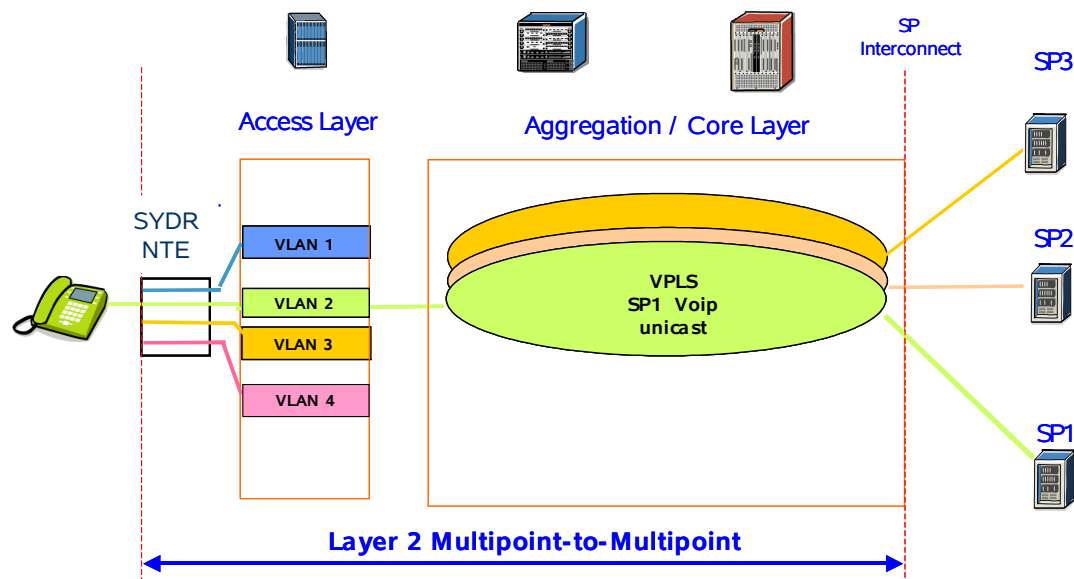 SP
Interconnect
SP3
Access Layer
Aggregation / Core Layer
SYDR
NTE
VLAN 1
VLAN 2
VLAN 3
VLAN 4
VPLS
SP1 Voip
unicast
SP2
SP1
Layer 2 Multipoint-to-Multipoint